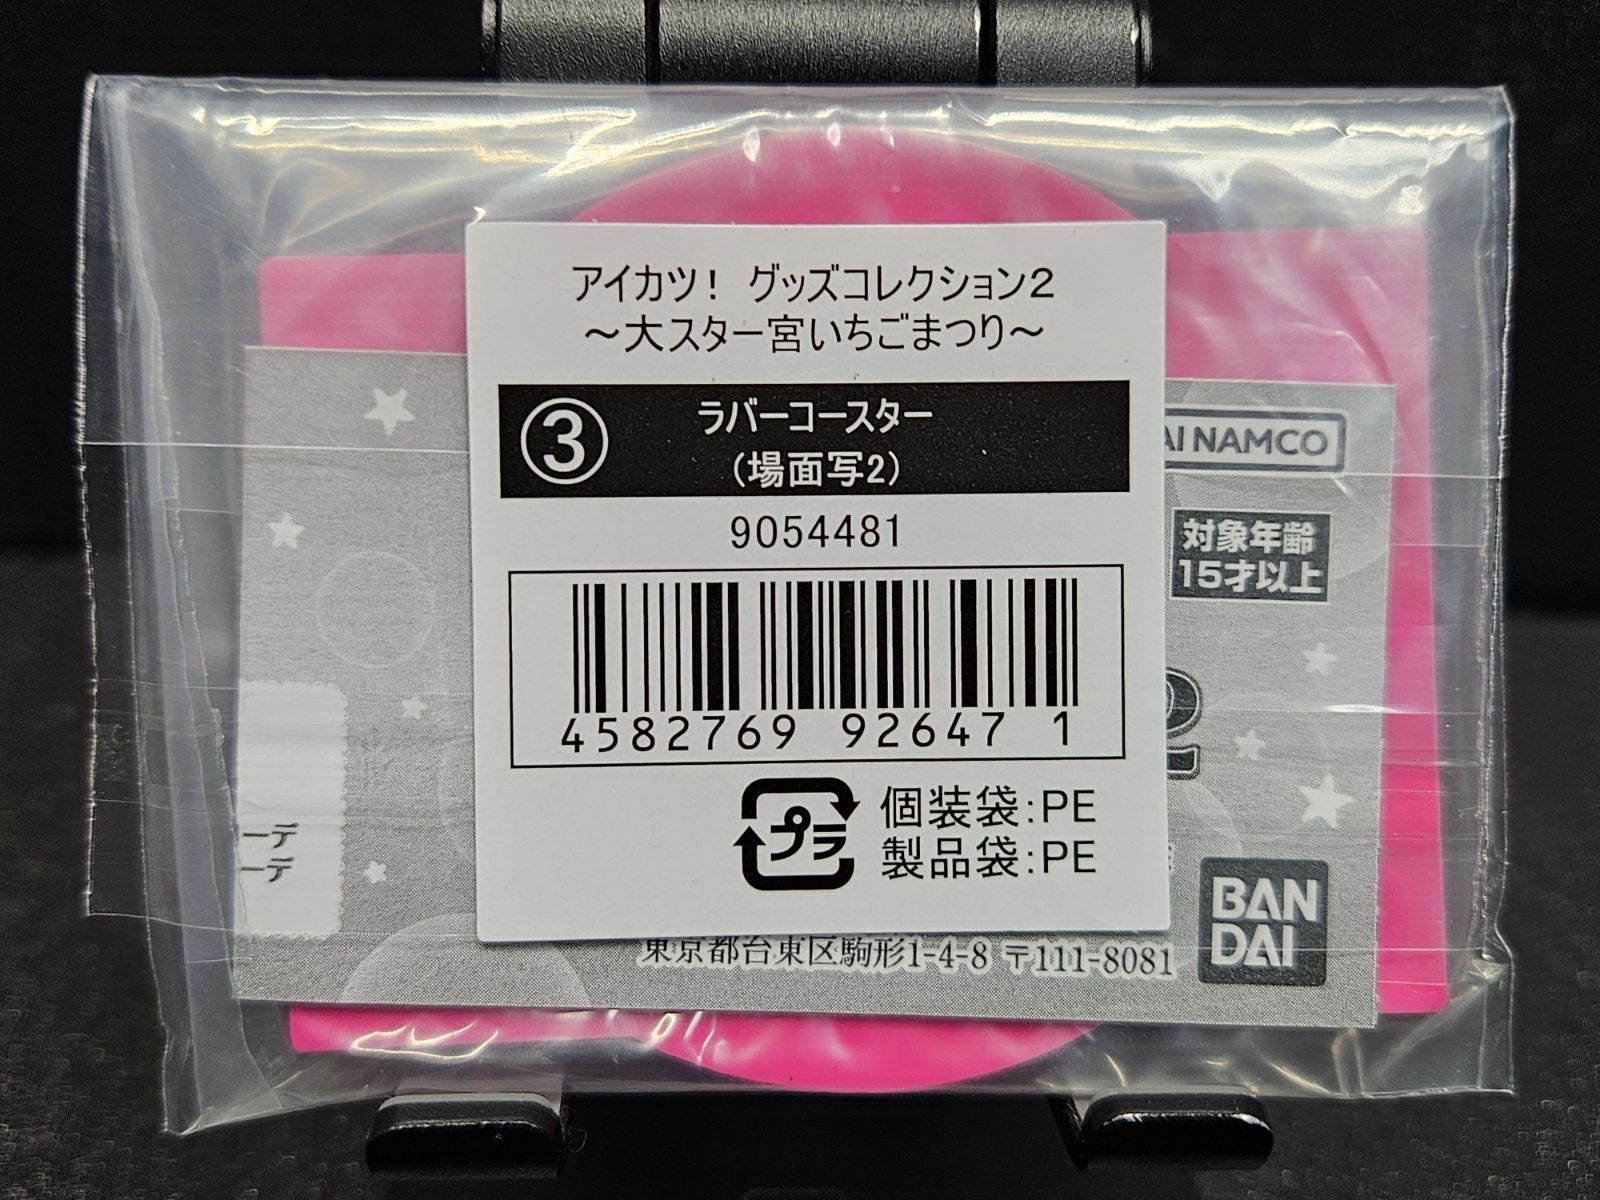 アイカツ！ グッズコレクション2
～大スター宮いちごまつり～
③ ラバーコースター
(場面写2)
9054481
4582769 92647 1
プラ
個装袋:PE
製品袋:PE
AI NAMCO
対象年齢
15才以上
2
ーデ
ーデ
東京都台東区駒形1-4-8 〒111-8081
BAN
DAI